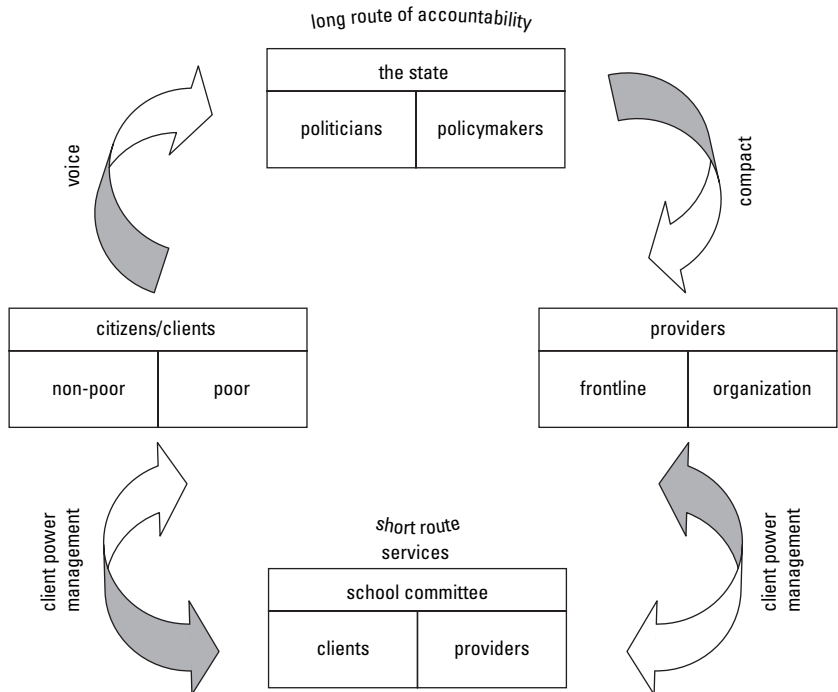 long route of accountability
the state
politicians
policymakers
voice
compact
citizens/clients
non-poor
poor
providers
frontline
organization
client power
management
short route
services
school committee
clients
providers
client power
management